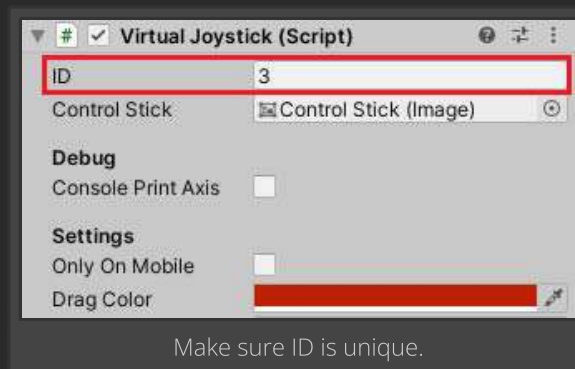 Virtual Joystick (Script)
ID 3
Control Stick Control Stick (Image)
Debug
Console Print Axis
Settings
Only On Mobile
Drag Color
Make sure ID is unique.